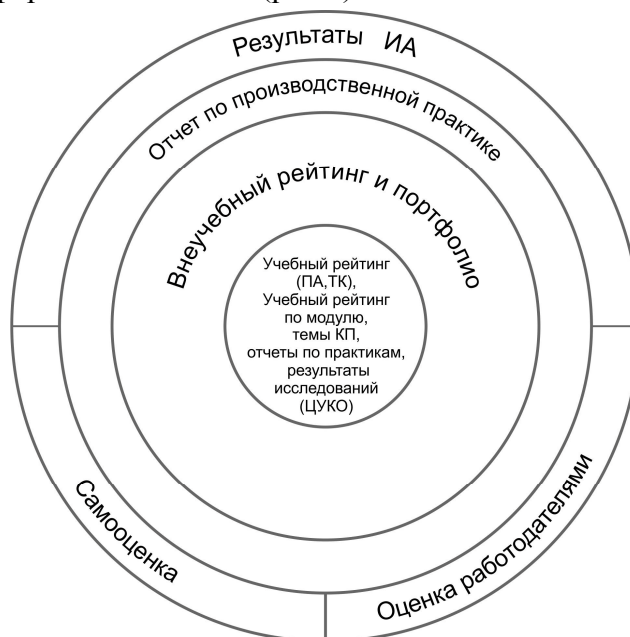 Результаты ИА
Отчет по производственной практике
Внеучебный рейтинг и портфолио
Учебный рейтинг
(ПА,ТК),
Учебный рейтинг
по модулю,
темы КП,
отчеты по практикам,
результаты
исследований
(ЦУКО)
Самооценка
Оценка работодателями